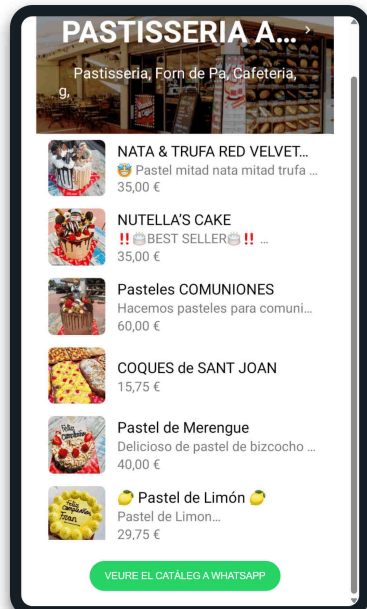 PASTISSERIA A...
Pastisseria, Forn de Pa, Cafeteria,
g,
NATA & TRUFA RED VELVET...
🤠 Pastel mitad nata mitad trufa ...
35,00 €
NUTELLA'S CAKE
‼️🎂BEST SELLER🎂‼️ ...
35,00 €
Pasteles COMUNIONES
Hacemos pasteles para comuni...
60,00 €
COQUES de SANT JOAN
15,75 €
Pastel de Merengue
Delicioso de pastel de bizcocho ...
40,00 €
🍋 Pastel de Limón 🍋
Pastel de Limon...
29,75 €
Feliz
Fran
VEURE EL CATÀLEG A WHATSAPP